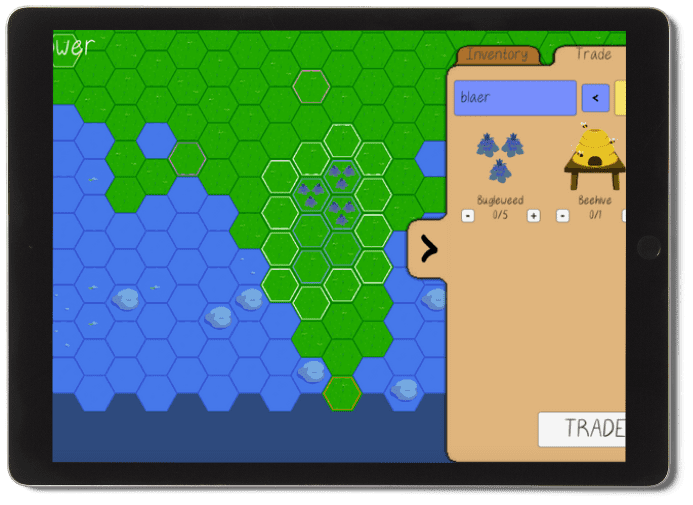 ower
Inventory
Trade
blaer
<
Bugleweed
Beehive
- 0/5 +
- 0/1
>
TRADE